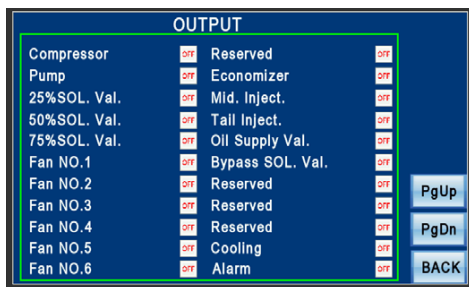 OUTPUT
Compressor OFF Reserved OFF
Pump OFF Economizer OFF
25%SOL. Val. OFF Mid. Inject. OFF
50%SOL. Val. OFF Tail Inject. OFF
75%SOL. Val. OFF Oil Supply Val. OFF
Fan NO.1 OFF Bypass SOL. Val. OFF
Fan NO.2 OFF Reserved OFF
Fan NO.3 OFF Reserved OFF
Fan NO.4 OFF Reserved OFF
Fan NO.5 OFF Cooling OFF
Fan NO.6 OFF Alarm OFF
PgUp
PgDn
BACK